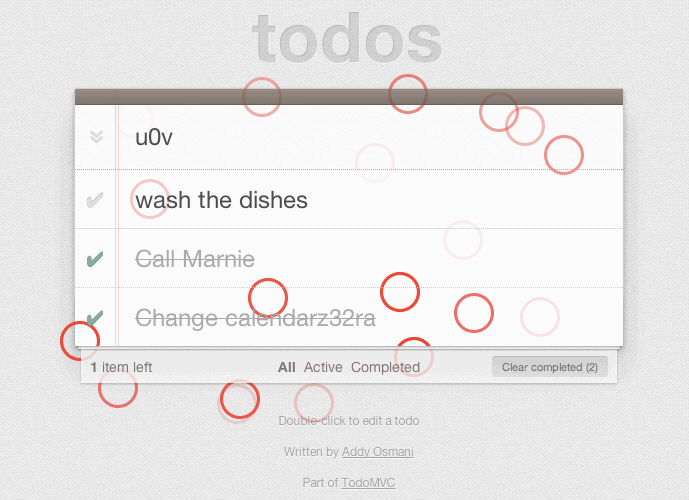 todos
u0v
wash the dishes
Call Marnie
Change calendarz32ra
1 item left All Active Completed Clear completed (2)
Double-click to edit a todo
Written by Addy Osmani
Part of TodoMVC